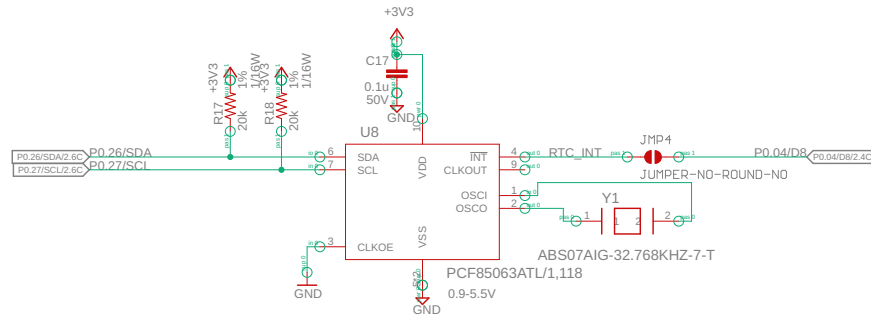 +3V3
C17
0.1u
50V
GND
+3V3
1%
1/16W
R17
20k
+3V3
1%
1/16W
R18
20k
U8
10
P0.26/SDA/2.6C
P0.26/SDA
6
SDA
VDD
INT
4
RTC_INT
JMP4
P0.04/D8
P0.04/D8/2.4C
P0.27/SCL/2.6C
P0.27/SCL
7
SCL
CLKOUT
9
JUMPER-NO-ROUND-NO
OSCI
1
OSCO
2
Y1
1
1
2
2
3
CLKOE
VSS
ABS07AIG-32.768KHZ-7-T
PCF85063ATL/1,118
0.9-5.5V
GND
GND